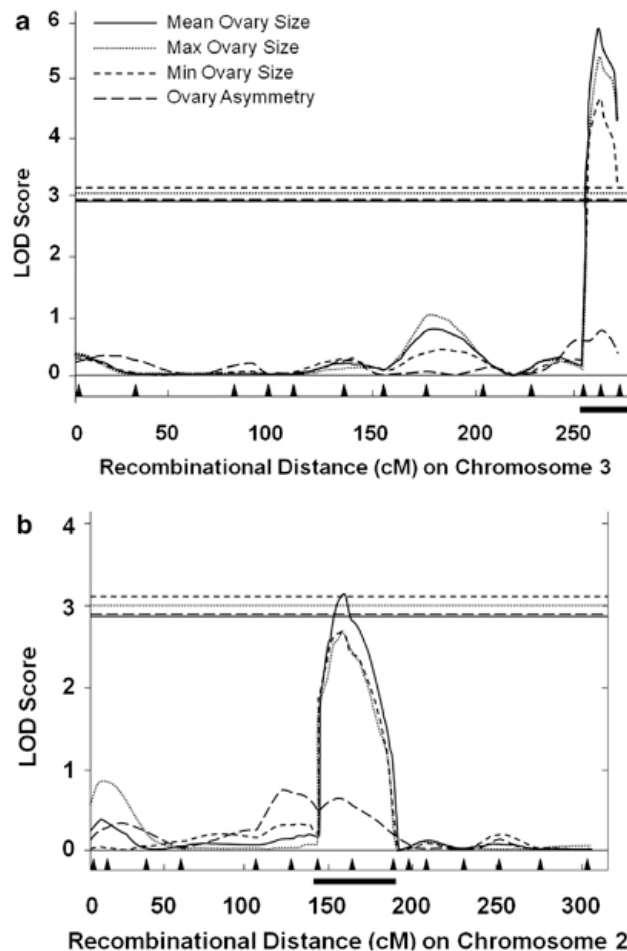 a
6
5
4
3
2
1
0
LOD Score
Mean Ovary Size
Max Ovary Size
Min Ovary Size
Ovary Asymmetry
0 50 100 150 200 250
Recombinational Distance (cM) on Chromosome 3
b
4
3
2
1
0
LOD Score
0 50 100 150 200 250 300
Recombinational Distance (cM) on Chromosome 2